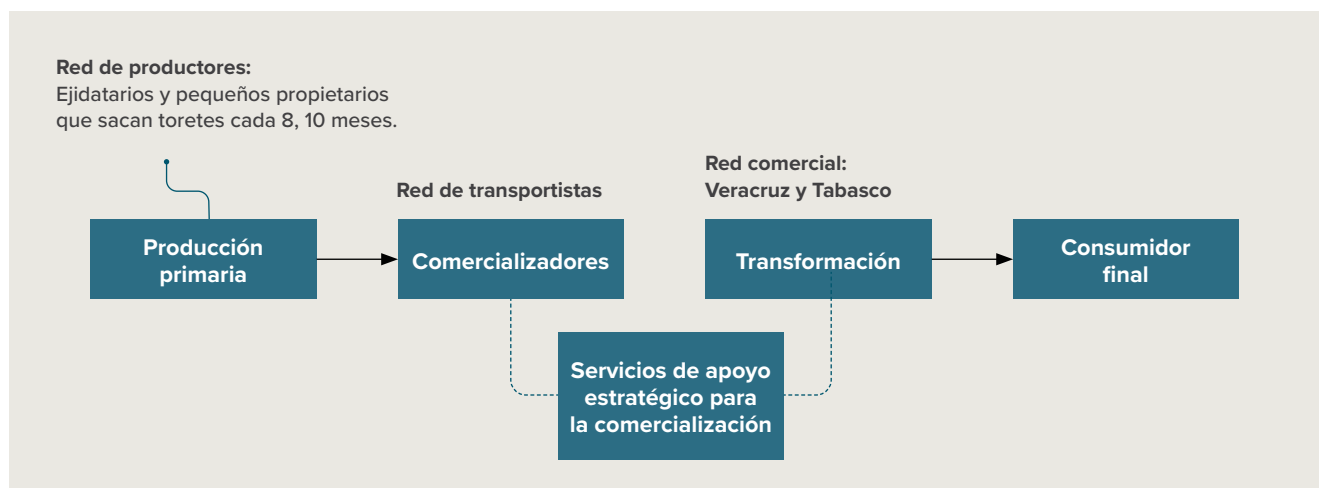 Red de productores:
Ejidatarios y pequeños propietarios
que sacan toretes cada 8, 10 meses.
Red de transportistas
Red comercial:
Veracruz y Tabasco
Producción
primaria
Comercializadores
Transformación
Consumidor
final
Servicios de apoyo
estratégico para
la comercialización